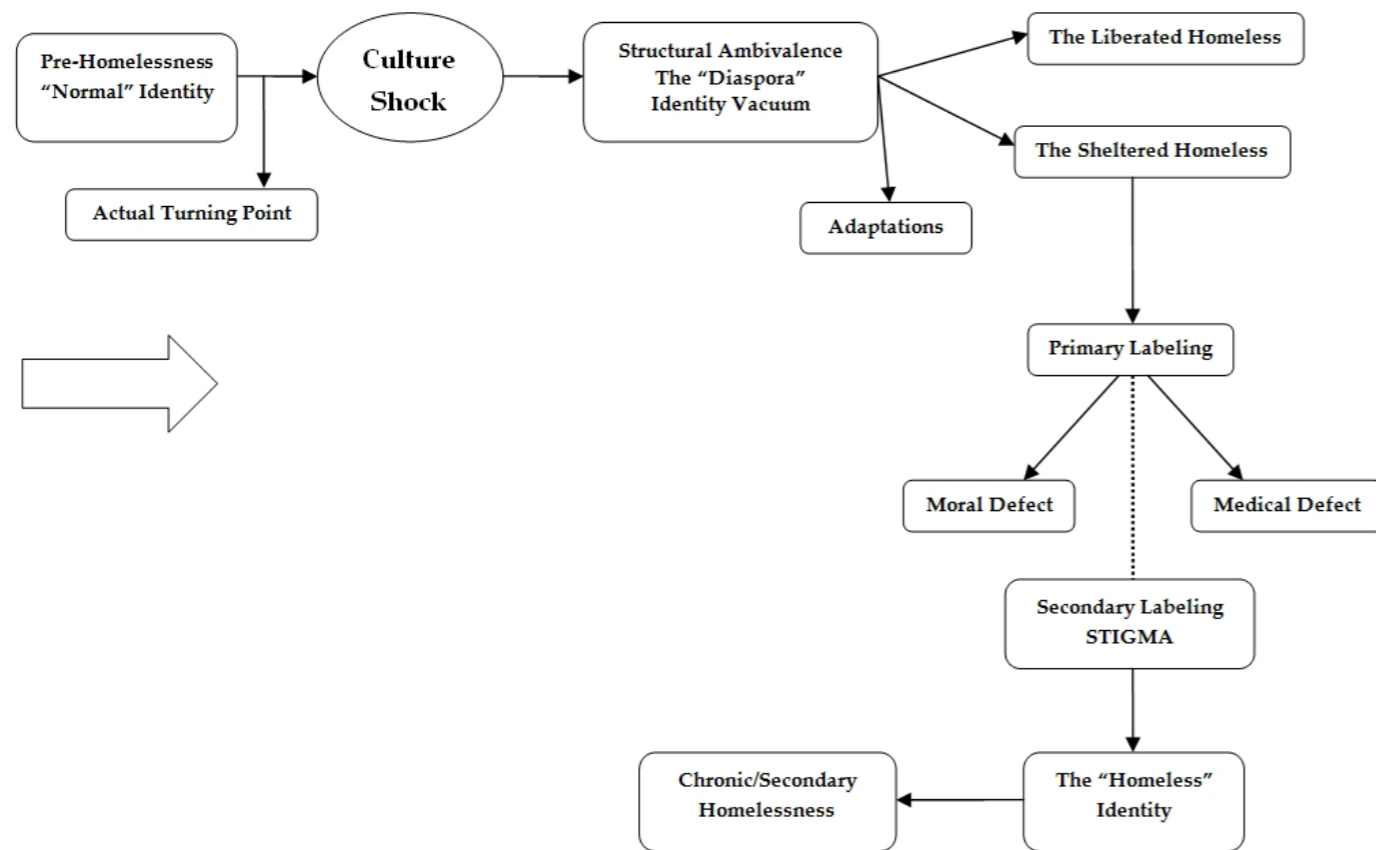 Pre-Homelessness
“Normal” Identity
Culture
Shock
Structural Ambivalence
The “Diaspora”
Identity Vacuum
The Liberated Homeless
The Sheltered Homeless
Actual Turning Point
Adaptations
Primary Labeling
Moral Defect
Medical Defect
Secondary Labeling
STIGMA
The “Homeless”
Identity
Chronic/Secondary
Homelessness